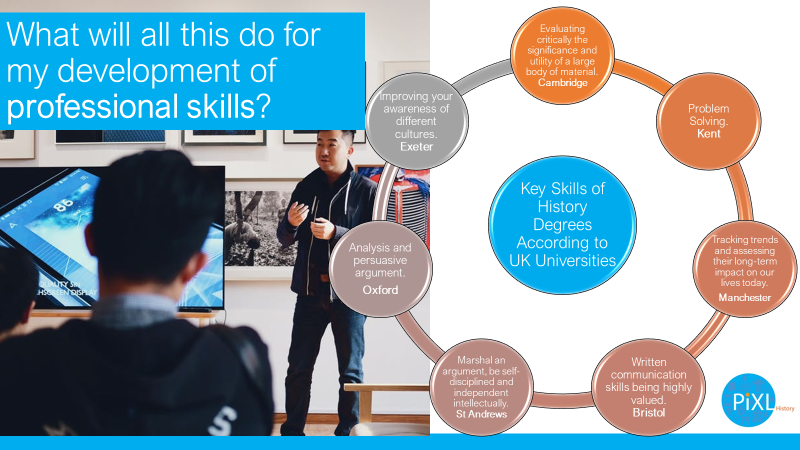 What will all this do for
my development of
professional skills?
Evaluating
critically the
significance and
utility of a large
body of material.
Cambridge
Problem
Solving.
Kent
Tracking trends
and assessing
their long-term
impact on our
lives today.
Manchester
Written
communication
skills being highly
valued.
Bristol
Marshal an
argument, be self-
disciplined and
independent
intellectually.
St Andrews
Analysis and
persuasive
argument.
Oxford
Improving your
awareness of
different
cultures.
Exeter
Key Skills of
History
Degrees
According to
UK Universities
86
DISPLAY
PiXL
History